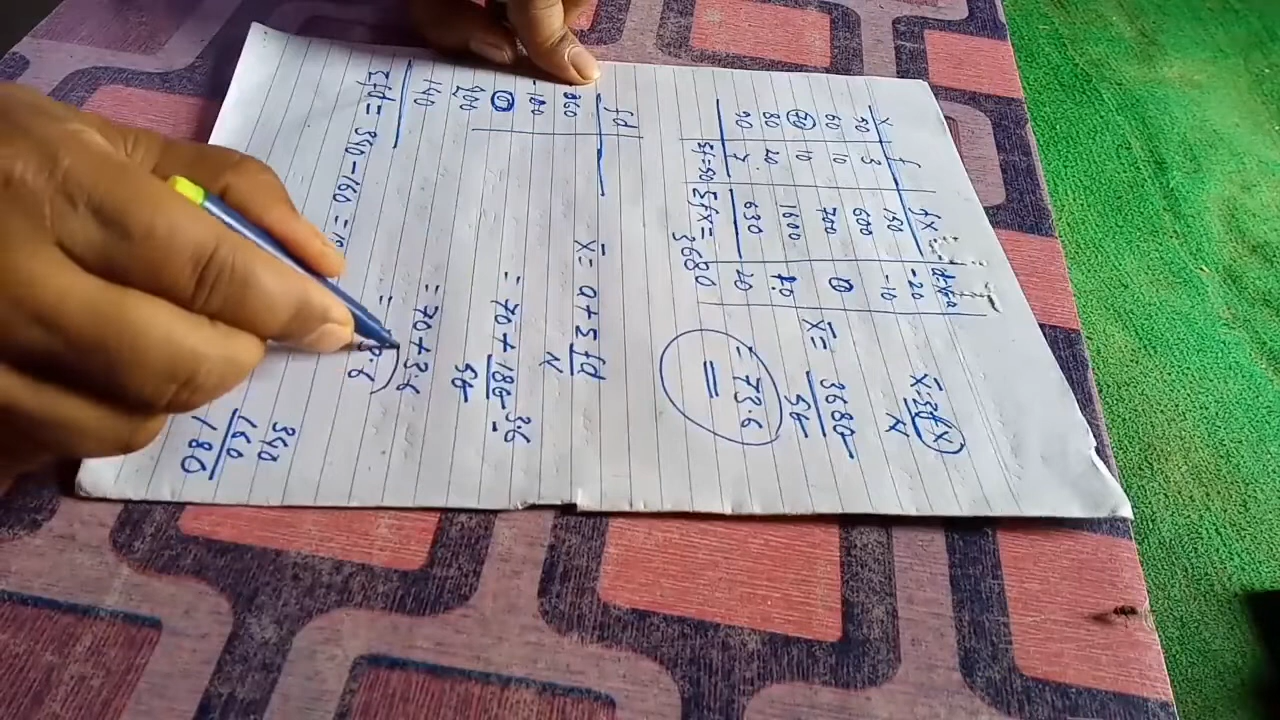 x f fx d=x-a
50 3 150 -20
60 10 600 -10
70 10 700 0
80 20 1600 10
90 7 630 20
Σf=50 Σfx=
3680
x̄ = Σfx
N
x̄ = 3680
50
= 73.6
=
fd
-60
-100
0
200
140
Σfd = 340-160 =
x̄ = a + Σfd
N
= 70 + 180 3.6
50
= 70 + 3.6
=
340
160
180